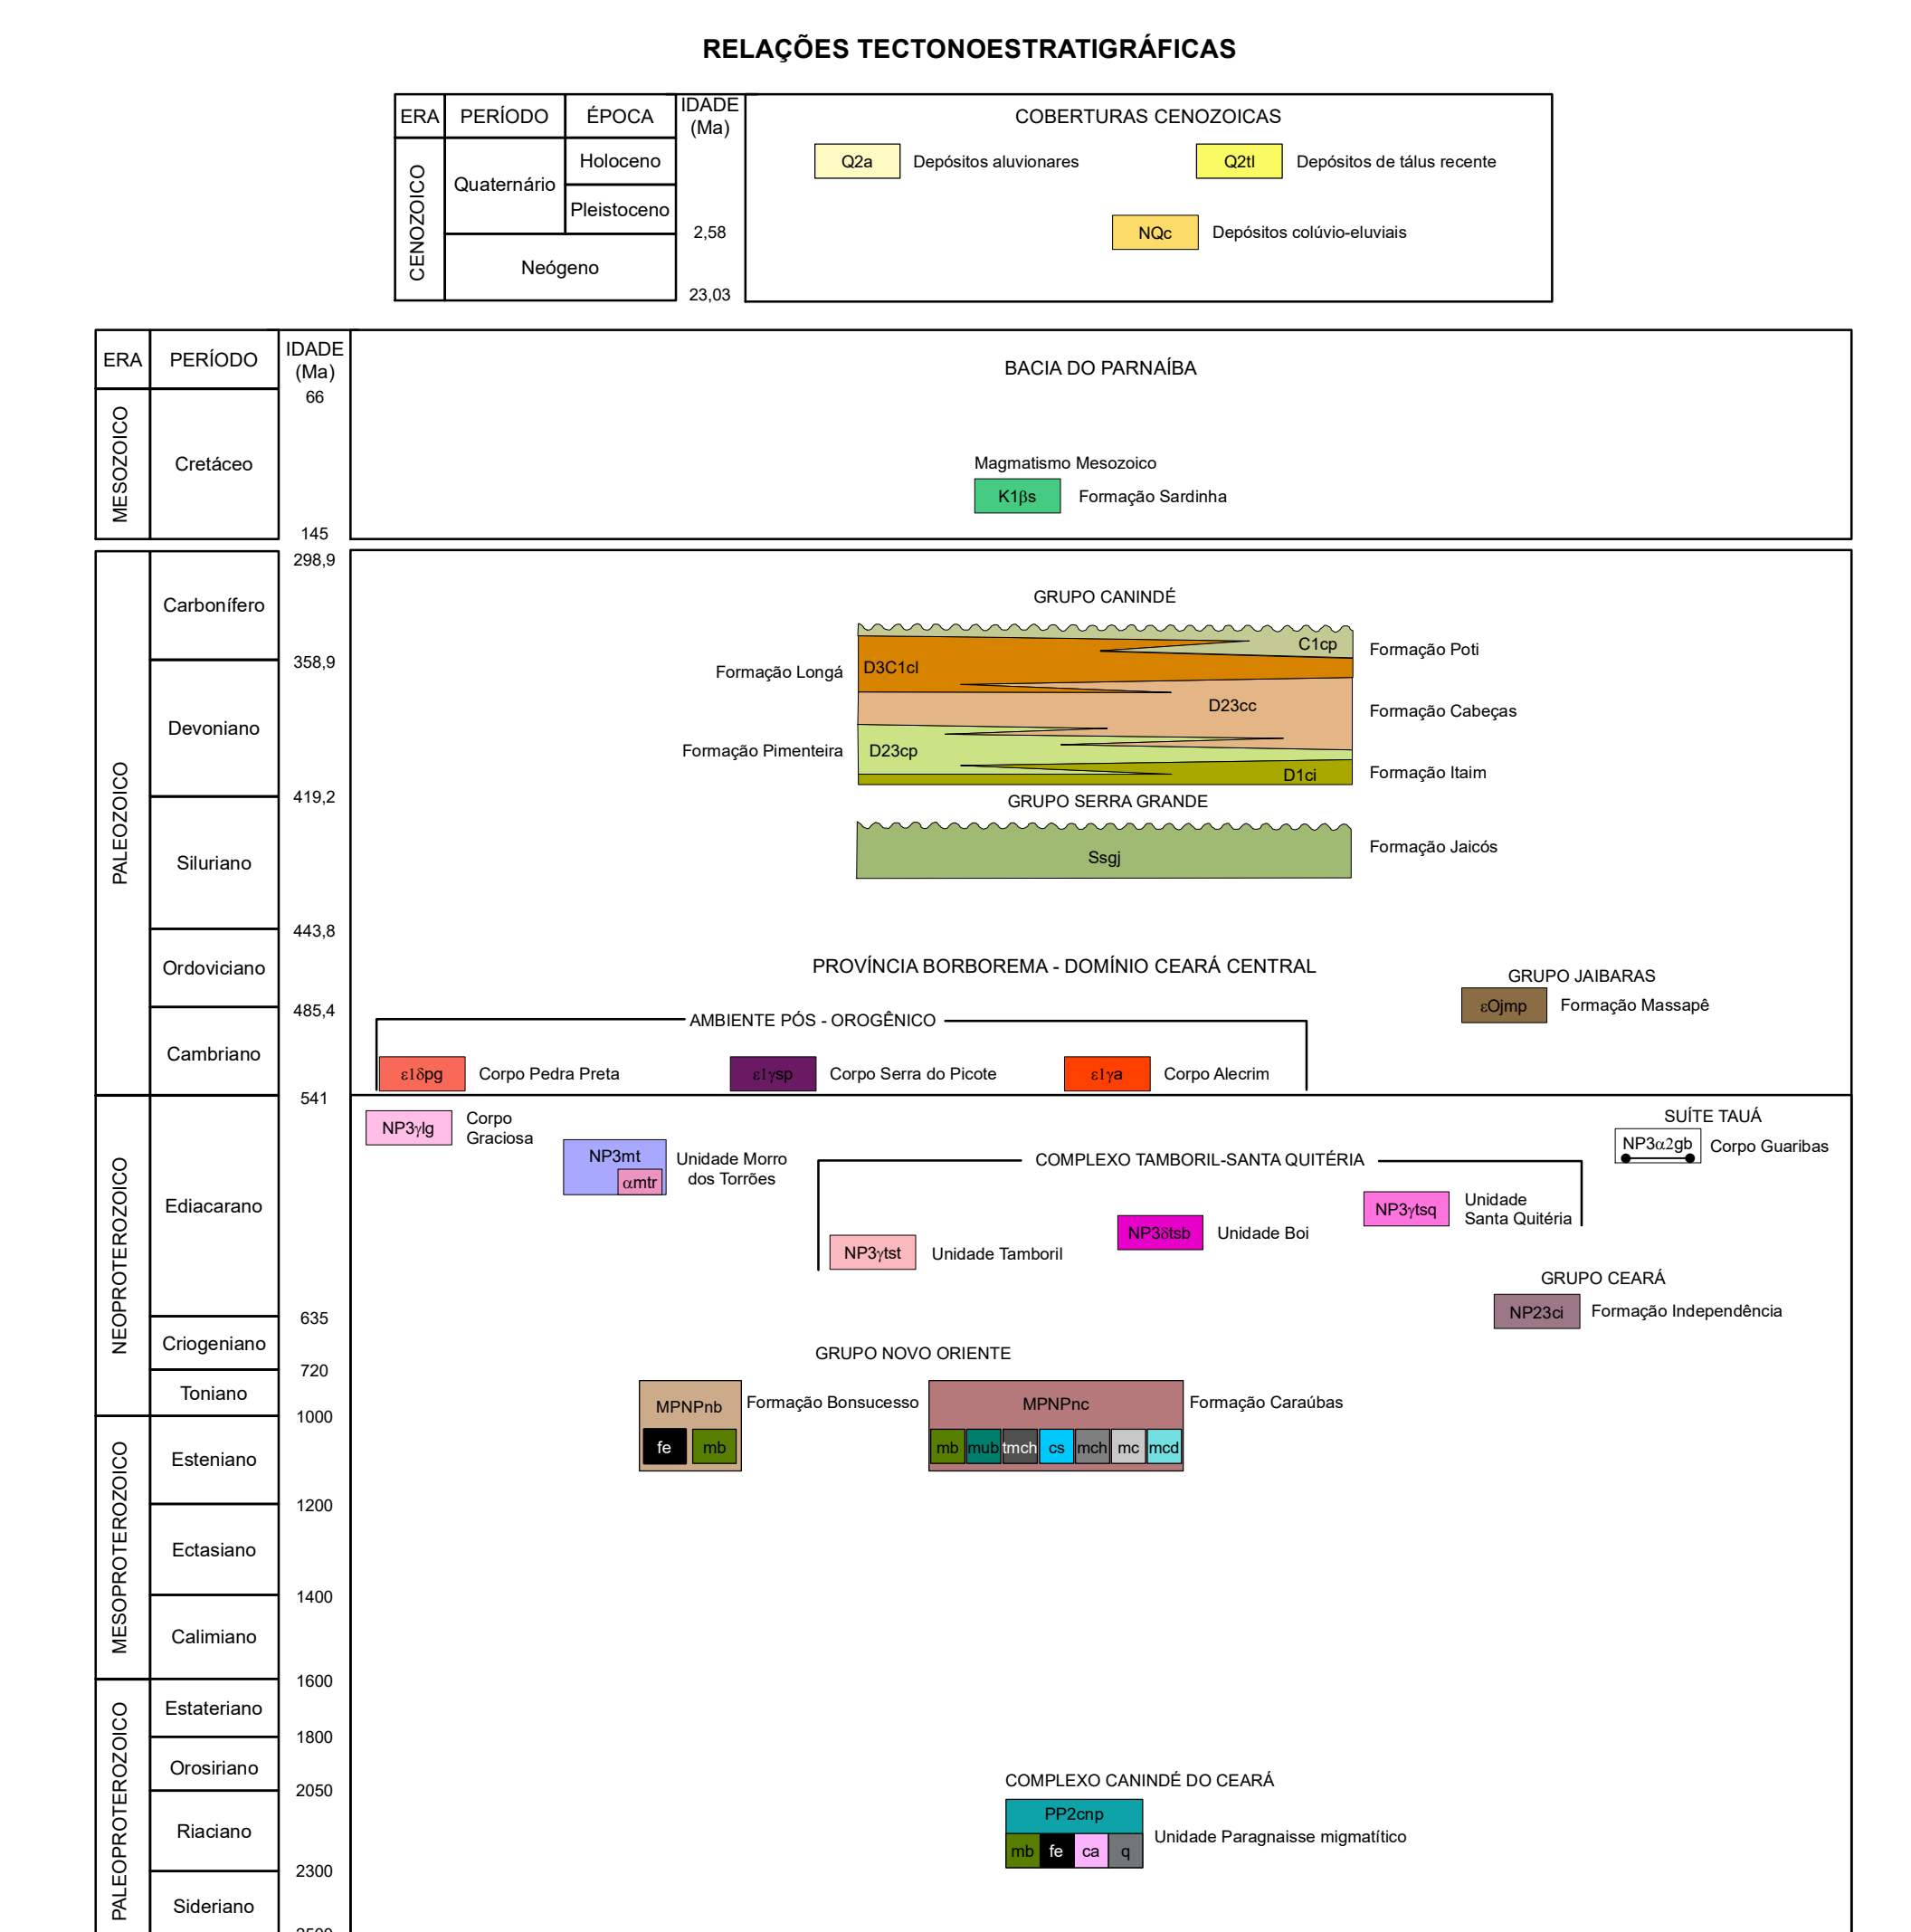 RELAÇÕES TECTONOESTRATIGRÁFICAS
ERA
PERÍODO
ÉPOCA
IDADE
(Ma)
COBERTURAS CENOZOICAS
CENOZOICO
Quaternário
Holoceno
Pleistoceno
Neógeno
2,58
23,03
Q2a
Depósitos aluvionares
Q2tl
Depósitos de tálus recente
NQc
Depósitos colúvio-eluviais
ERA
PERÍODO
IDADE
(Ma)
BACIA DO PARNAÍBA
66
MESOZOICO
Cretáceo
145
Magmatismo Mesozoico
K1βs
Formação Sardinha
PALEOZOICO
298,9
Carbonífero
358,9
Devoniano
419,2
Siluriano
443,8
Ordoviciano
485,4
Cambriano
541
GRUPO CANINDÉ
C1cp
Formação Poti
Formação Longá
D3C1cl
D23cc
Formação Cabeças
Formação Pimenteira
D23cp
D1ci
Formação Itaim
GRUPO SERRA GRANDE
Ssgj
Formação Jaicós
PROVÍNCIA BORBOREMA - DOMÍNIO CEARÁ CENTRAL
GRUPO JAIBARAS
εOjmp
Formação Massapê
AMBIENTE PÓS - OROGÊNICO
ε1δpg
Corpo Pedra Preta
ε1γsp
Corpo Serra do Picote
ε1γa
Corpo Alecrim
NEOPROTEROZOICO
Ediacarano
635
Criogeniano
720
Toniano
1000
NP3γlg
Corpo
Graciosa
NP3mt
αmtr
Unidade Morro
dos Torrões
COMPLEXO TAMBORIL-SANTA QUITÉRIA
NP3γtst
Unidade Tamboril
NP3δtsb
Unidade Boi
NP3γtsq
Unidade
Santa Quitéria
SUÍTE TAUÁ
NP3α2gb
Corpo Guaribas
GRUPO CEARÁ
NP23ci
Formação Independência
GRUPO NOVO ORIENTE
MPNPnb
fe
mb
Formação Bonsucesso
MPNPnc
mb
mub
tmch
cs
mch
mc
mcd
Formação Caraúbas
MESOPROTEROZOICO
Esteniano
1200
Ectasiano
1400
Calimiano
1600
PALEOPROTEROZOICO
Estateriano
1800
Orosiriano
2050
Riaciano
2300
Sideriano
COMPLEXO CANINDÉ DO CEARÁ
PP2cnp
mb
fe
ca
q
Unidade Paragnaisse migmatítico